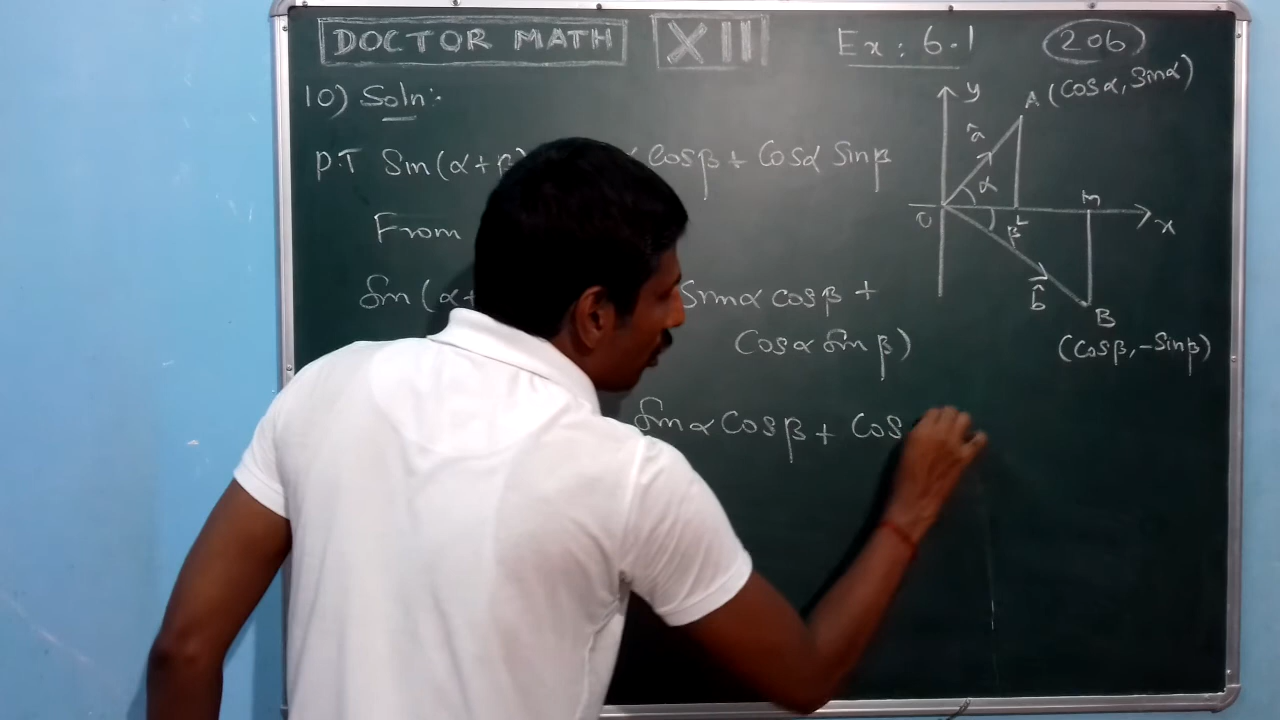 DOCTOR MATH XII Ex: 6.1 206
10) Soln:-
P.T Sin(α+β) Cosβ + Cosα Sinβ
From
Sin(α+ Sinα cosβ +
Cosα Sinβ)
Sinα Cosβ + Cos
y
A (Cosα, Sinα)
â
α
O L M x
β
b̂
B
(Cosβ, -Sinβ)